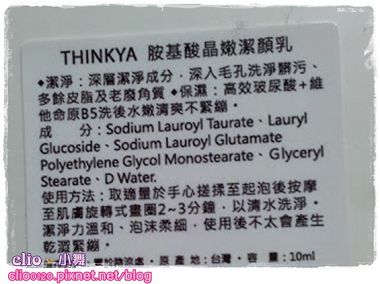 THINKYA 胺基酸晶嫩潔顏乳
◆潔淨：深層潔淨成分，深入毛孔洗淨髒污、
多餘皮脂及老廢角質 ◆保濕：高效玻尿酸+維
他命原B5洗後水嫩清爽不緊繃。
成 分：Sodium Lauroyl Taurate、Lauryl
Glucoside、Sodium Lauroyl Glutamate
Polyethylene Glycol Monostearate、Glyceryl
Stearate、D Water.
使用方法：取適量於手心搓揉至起泡後按摩
至肌膚旋轉式畫圈2~3分鐘，以清水洗淨。
潔淨力溫和、泡沫柔細，使用後不太會產生
乾澀緊繃。
陰涼處。 原 產 地：台灣。 容 量：10ml
clio 小舞
clio0120.pixnet.net/blog